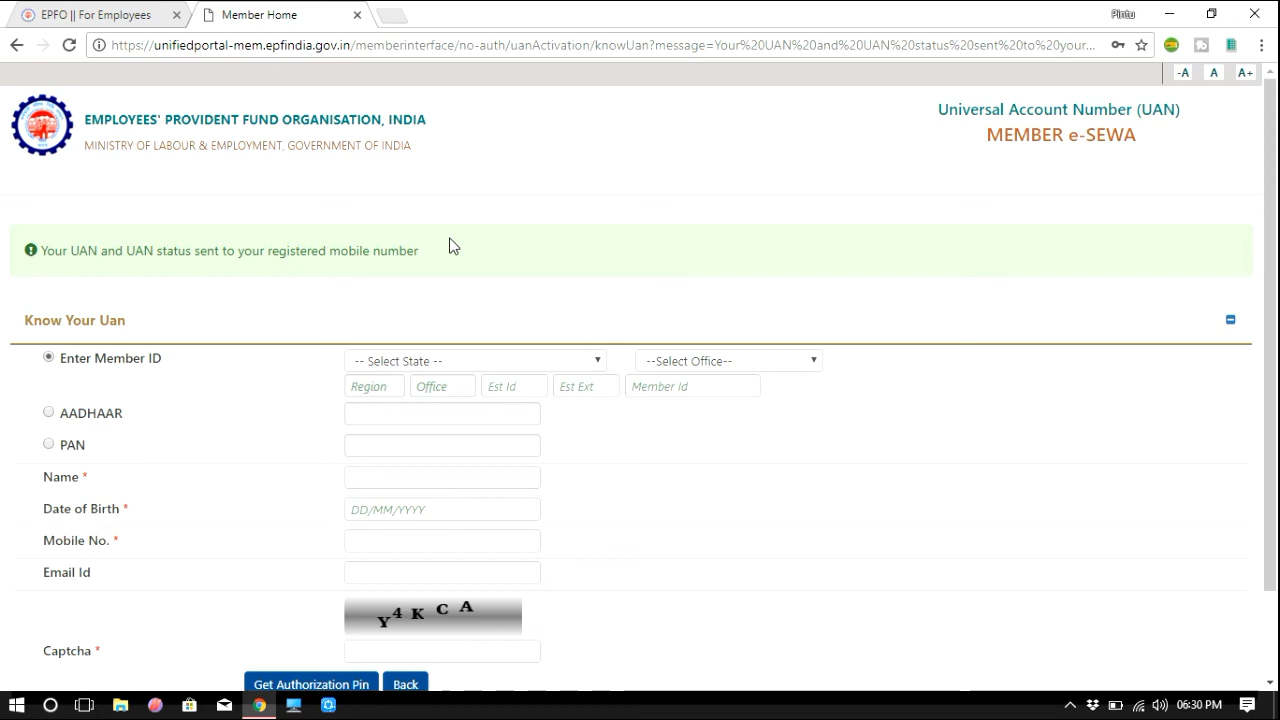 EPFO || For Employees
Member Home
Pintu
https://unifiedportal-mem.epfindia.gov.in/memberinterface/no-auth/uanActivation/knowUan?message=Your%20UAN%20and%20UAN%20status%20sent%20to%20your...
-A A A+
EMPLOYEES' PROVIDENT FUND ORGANISATION, INDIA
MINISTRY OF LABOUR & EMPLOYMENT, GOVERNMENT OF INDIA
Universal Account Number (UAN)
MEMBER e-SEWA
Your UAN and UAN status sent to your registered mobile number
Know Your Uan
Enter Member ID
-- Select State --
--Select Office--
Region Office Est Id Est Ext Member Id
AADHAAR
PAN
Name *
Date of Birth *
DD/MM/YYYY
Mobile No. *
Email Id
Y4KCA
Captcha *
Get Authorization Pin
Back
06:30 PM